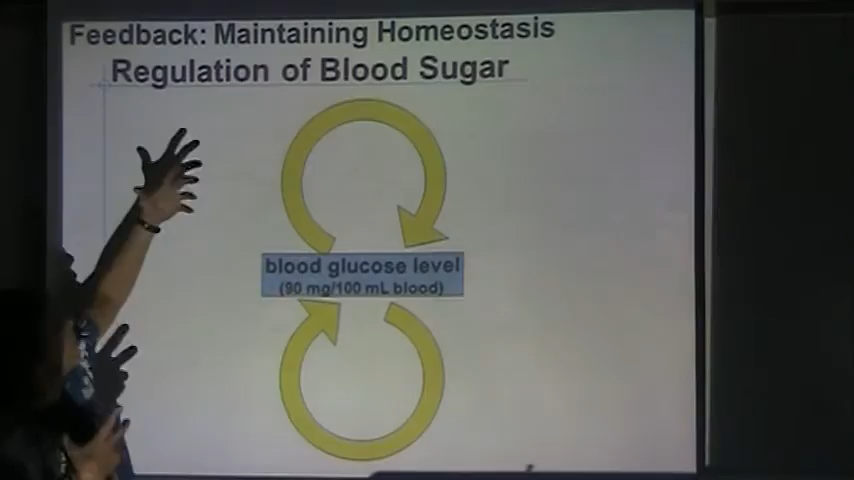 Feedback: Maintaining Homeostasis
Regulation of Blood Sugar
blood glucose level
(90 mg/100 mL blood)